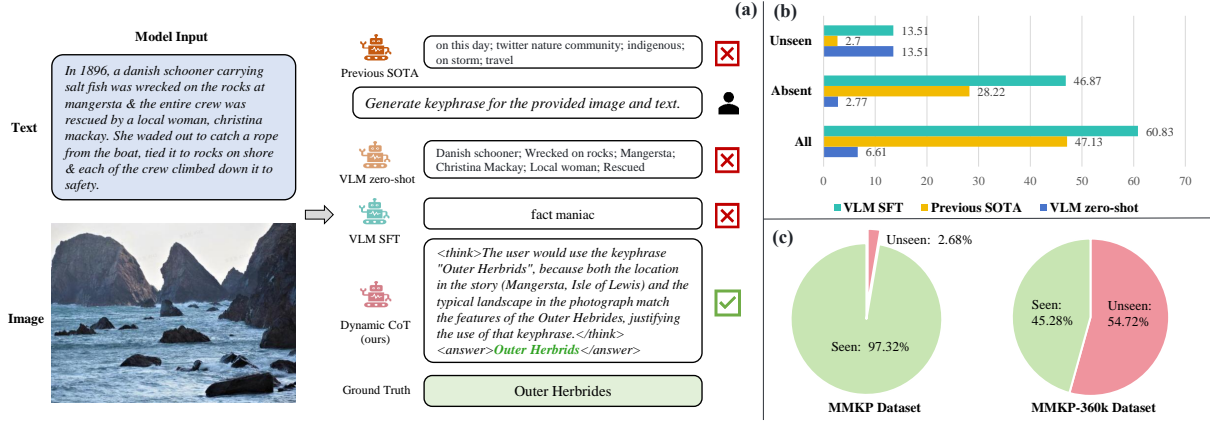 (a)
Model Input
Text
In 1896, a danish schooner carrying
salt fish was wrecked on the rocks at
mangersta & the entire crew was
rescued by a local woman, christina
mackay. She waded out to catch a rope
from the boat, tied it to rocks on shore
& each of the crew climbed down it to
safety.
Image
Previous SOTA
on this day; twitter nature community; indigenous;
on storm; travel
Generate keyphrase for the provided image and text.
VLM zero-shot
Danish schooner; Wrecked on rocks; Mangersta;
Christina Mackay; Local woman; Rescued
VLM SFT
fact maniac
Dynamic CoT
(ours)
<think>The user would use the keyphrase
"Outer Herbrids", because both the location
in the story (Mangersta, Isle of Lewis) and the
typical landscape in the photograph match
the features of the Outer Hebrides, justifying
the use of that keyphrase.</think>
<answer>Outer Herbrids</answer>
Ground Truth
Outer Herbrides
(b)
Unseen
13.51
2.7
13.51
Absent
46.87
28.22
2.77
All
60.83
47.13
6.61
0 10 20 30 40 50 60 70
VLM SFT Previous SOTA VLM zero-shot
(c)
Unseen: 2.68%
Seen: 97.32%
MMKP Dataset
Seen:
45.28%
Unseen:
54.72%
MMKP-360k Dataset